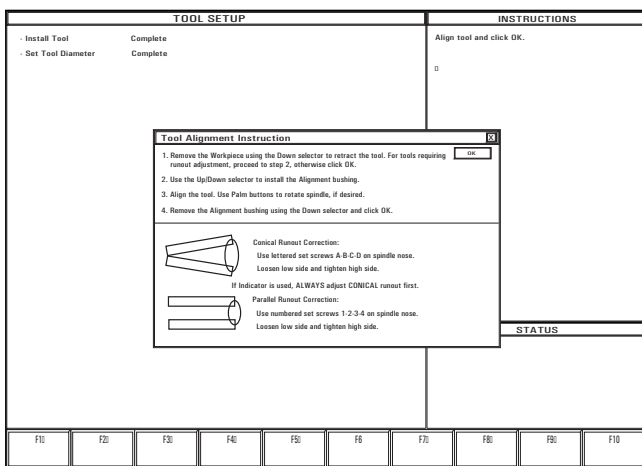 TOOL SETUP
INSTRUCTIONS
- Install Tool Complete
- Set Tool Diameter Complete
Align tool and click OK.
Tool Alignment Instruction
X
OK
1. Remove the Workpiece using the Down selector to retract the tool. For tools requiring
runout adjustment, proceed to step 2, otherwise click OK.
2. Use the Up/Down selector to install the Alignment bushing.
3. Align the tool. Use Palm buttons to rotate spindle, if desired.
4. Remove the Alignment bushing using the Down selector and click OK.
Conical Runout Correction:
Use lettered set screws A-B-C-D on spindle nose.
Loosen low side and tighten high side.
If Indicator is used, ALWAYS adjust CONICAL runout first.
Parallel Runout Correction:
Use numbered set screws 1-2-3-4 on spindle nose.
Loosen low side and tighten high side.
STATUS
F1 F2 F3 F4 F5 F6 F7 F8 F9 F10